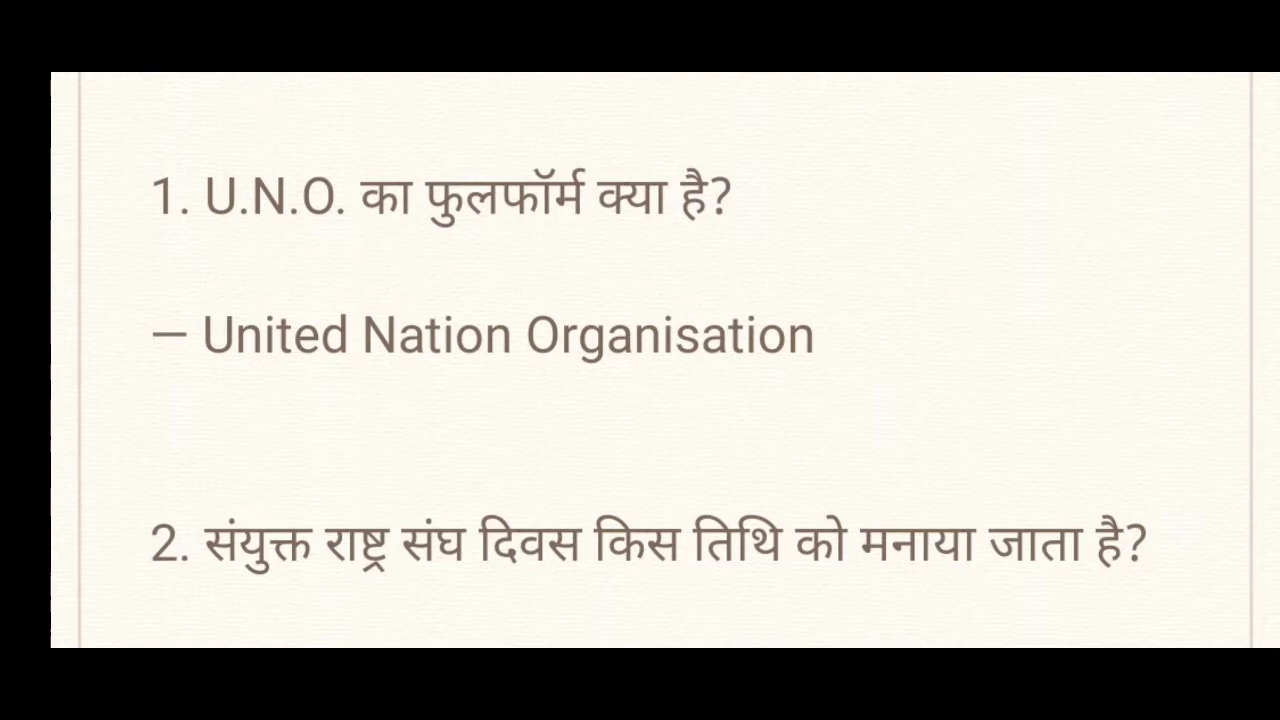 1. U.N.O. का फुलफॉर्म क्या है?
— United Nation Organisation
2. संयुक्त राष्ट्र संघ दिवस किस तिथि को मनाया जाता है?